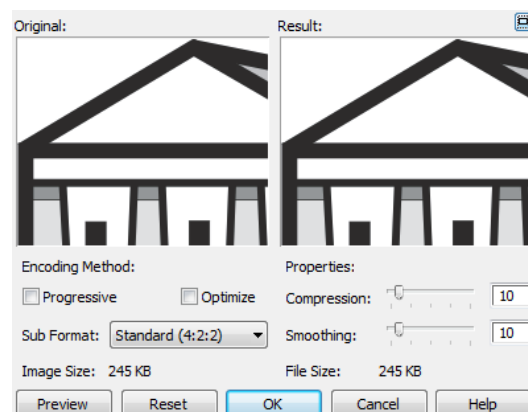 Original: Result:
Encoding Method: Properties:
Progressive Optimize Compression: 10
Sub Format: Standard (4:2:2) Smoothing: 10
Image Size: 245 KB File Size: 245 KB
Preview Reset OK Cancel Help